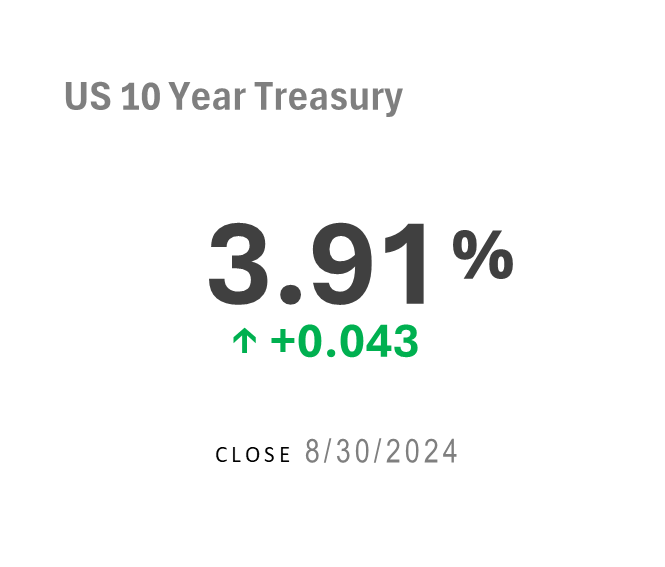 US 10 Year Treasury
3.91%
↑ +0.043
CLOSE 8/30/2024